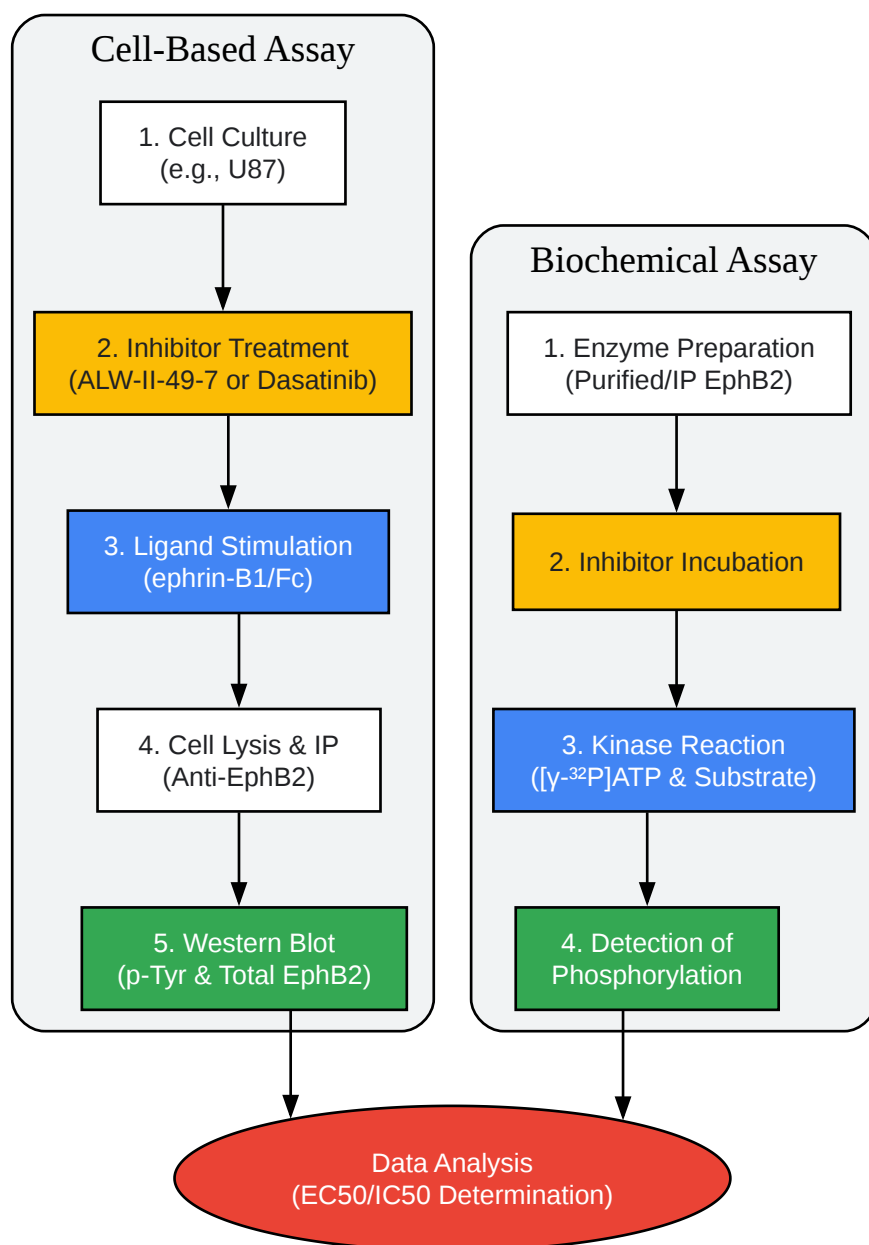 Cell-Based Assay
1. Cell Culture
(e.g., U87)
2. Inhibitor Treatment
(ALW-II-49-7 or Dasatinib)
3. Ligand Stimulation
(ephrin-B1/Fc)
4. Cell Lysis & IP
(Anti-EphB2)
5. Western Blot
(p-Tyr & Total EphB2)
Biochemical Assay
1. Enzyme Preparation
(Purified/IP EphB2)
2. Inhibitor Incubation
3. Kinase Reaction
([γ-³²P]ATP & Substrate)
4. Detection of
Phosphorylation
Data Analysis
(EC50/IC50 Determination)